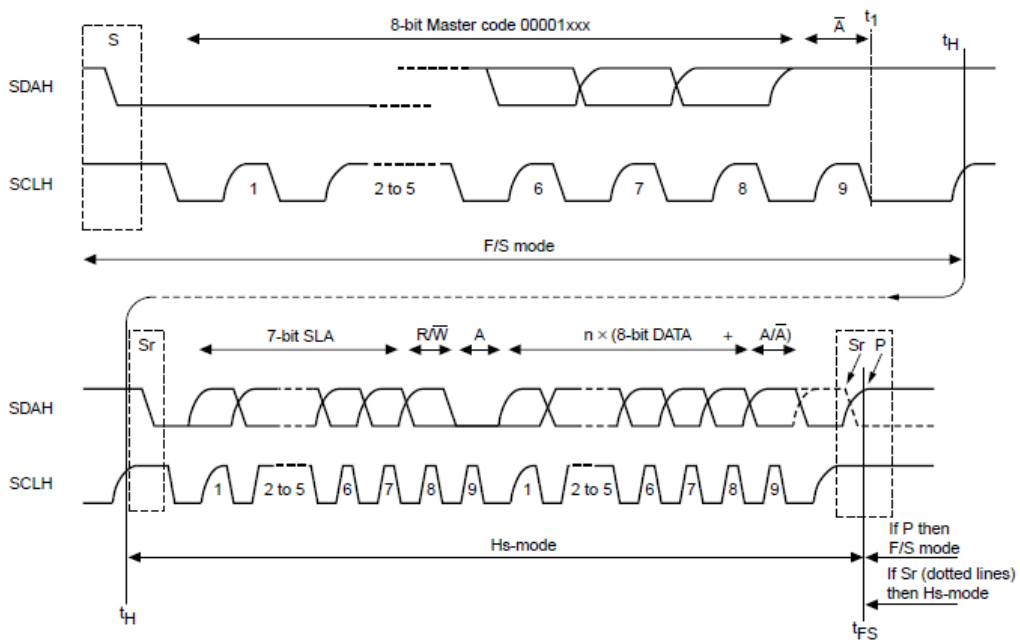 S
8-bit Master code 00001xxx
A̅
t1
tH
SDAH
SCLH
1
2 to 5
6
7
8
9
F/S mode
Sr
7-bit SLA
R/W̅
A
n × (8-bit DATA + A/A̅)
Sr P
SDAH
SCLH
1
2 to 5
6
7
8
9
1
2 to 5
6
7
8
9
If P then
F/S mode
Hs-mode
If Sr (dotted lines)
then Hs-mode
tH
tFS